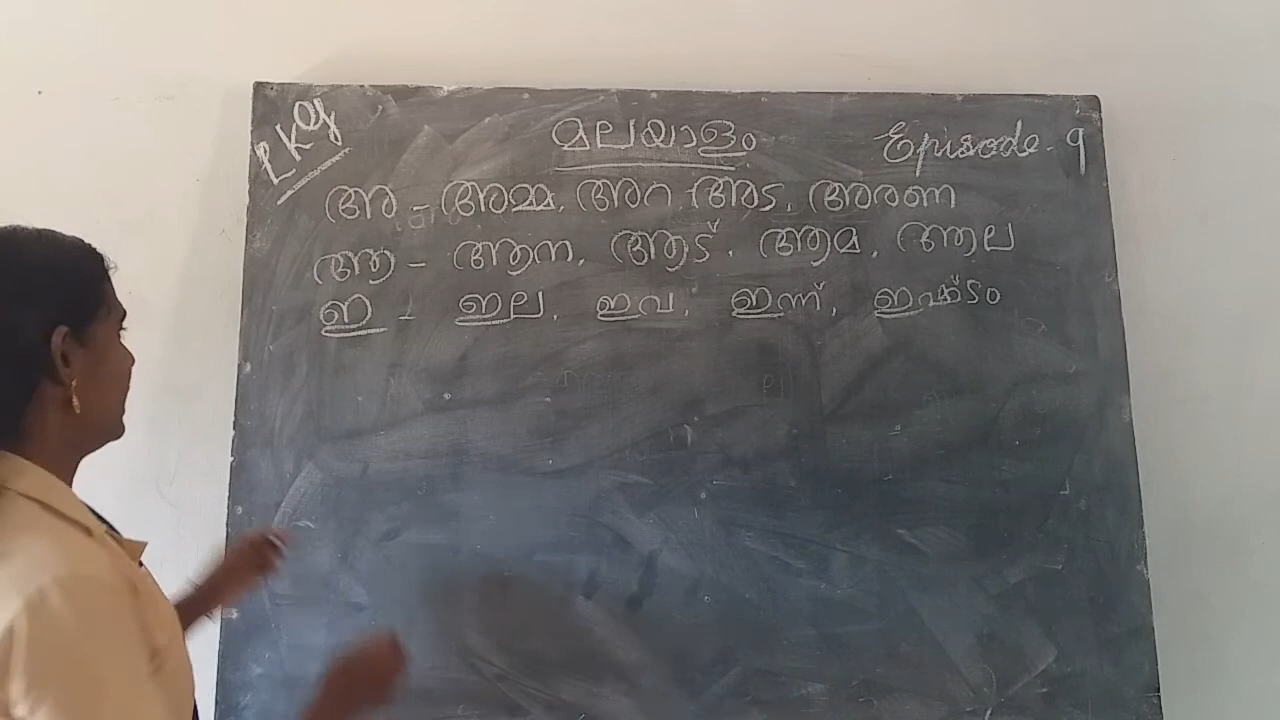 LKG
മലയാളം
Episode - 9
അ - അമ്മ, അറ, അട, അരണ
ആ - ആന, ആട്, ആമ, ആല
ഇ - ഇല, ഇവ, ഇന്ന്, ഇഷ്ടം